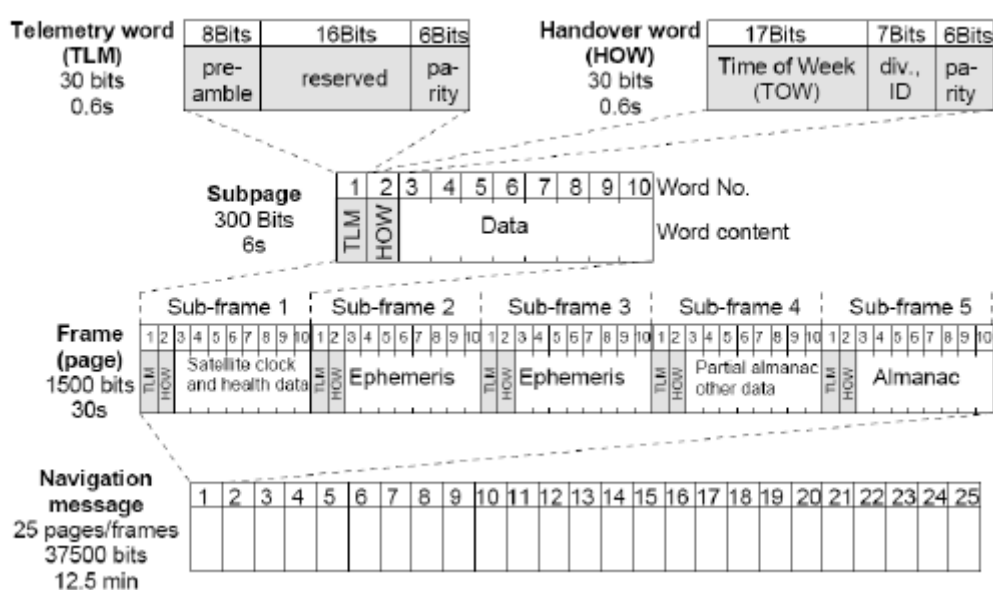 Telemetry word
(TLM)
30 bits
0.6s
8Bits 16Bits 6Bits
pre-
amble
reserved
pa-
rity
Handover word
(HOW)
30 bits
0.6s
17Bits 7Bits 6Bits
Time of Week
(TOW)
div.,
ID
pa-
rity
Subpage
300 Bits
6s
1 2 3 4 5 6 7 8 9 10 Word No.
TLM HOW Data Word content
Sub-frame 1 Sub-frame 2 Sub-frame 3 Sub-frame 4 Sub-frame 5
Frame
(page)
1500 bits
30s
1 2 3 4 5 6 7 8 9 10 1 2 3 4 5 6 7 8 9 10 1 2 3 4 5 6 7 8 9 10 1 2 3 4 5 6 7 8 9 10 1 2 3 4 5 6 7 8 9 10
TLM HOW
Satellite clock
and health data
TLM HOW
Ephemeris
TLM HOW
Ephemeris
TLM HOW
Partial almanac
other data
TLM HOW
Almanac
Navigation
message
25 pages/frames
37500 bits
12.5 min
1 2 3 4 5 6 7 8 9 10 11 12 13 14 15 16 17 18 19 20 21 22 23 24 25